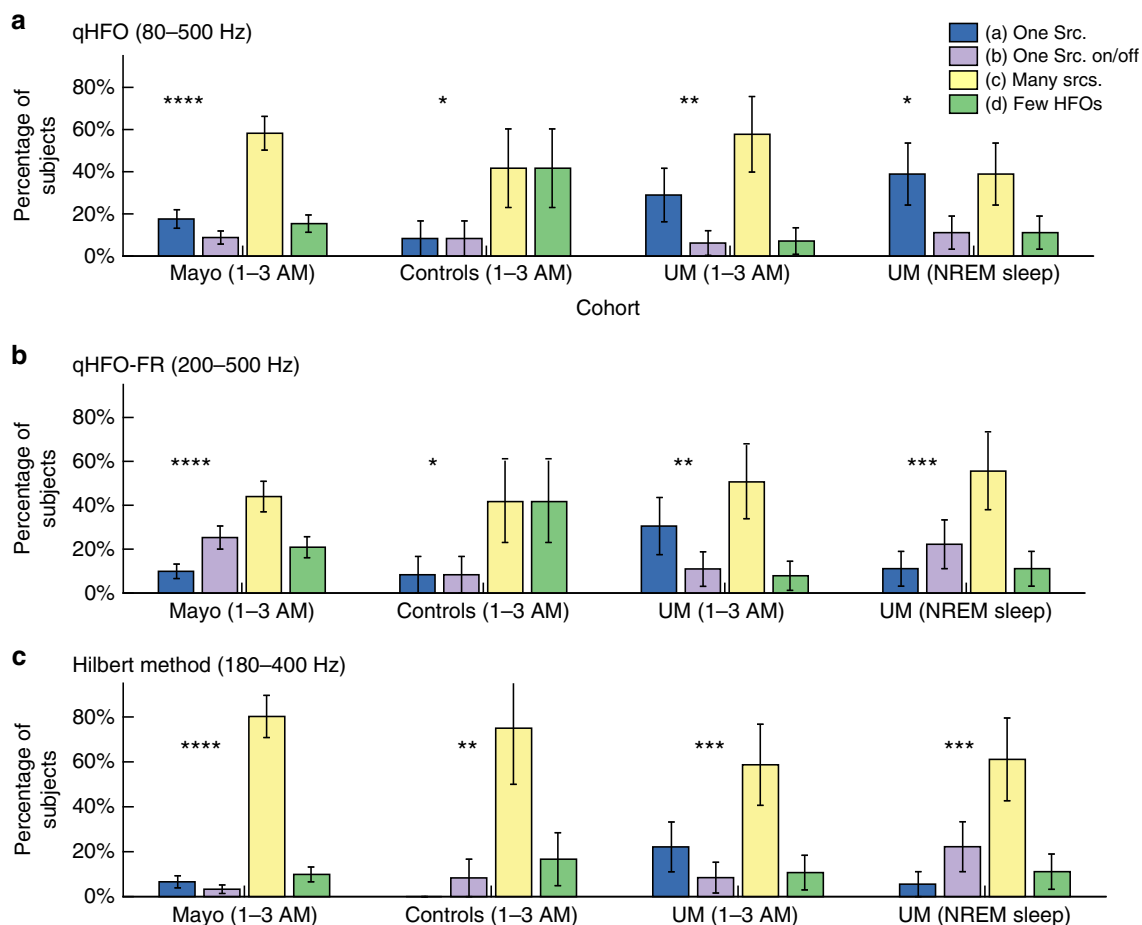 a
qHFO (80–500 Hz)
(a) One Src.
(b) One Src. on/off
(c) Many srcs.
(d) Few HFOs
Percentage of
subjects
80%
60%
40%
20%
0%
****
*
**
*
Mayo (1–3 AM)
Controls (1–3 AM)
UM (1–3 AM)
UM (NREM sleep)
Cohort
b
qHFO-FR (200–500 Hz)
Percentage of
subjects
80%
60%
40%
20%
0%
****
*
**
***
Mayo (1–3 AM)
Controls (1–3 AM)
UM (1–3 AM)
UM (NREM sleep)
c
Hilbert method (180–400 Hz)
Percentage of
subjects
80%
60%
40%
20%
0%
****
**
***
***
Mayo (1–3 AM)
Controls (1–3 AM)
UM (1–3 AM)
UM (NREM sleep)